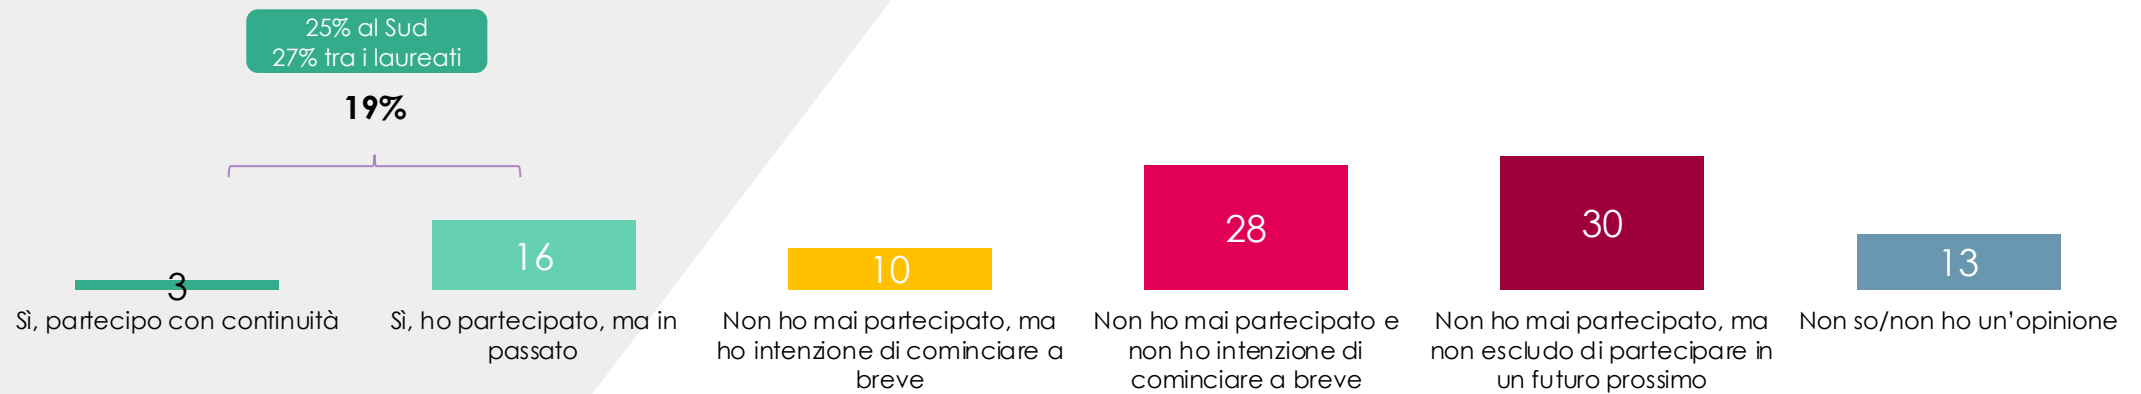 25% al Sud
27% tra i laureati
19%
3
16
10
28
30
13
Sì, partecipo con continuità
Sì, ho partecipato, ma in
passato
Non ho mai partecipato, ma
ho intenzione di cominciare a
breve
Non ho mai partecipato e
non ho intenzione di
cominciare a breve
Non ho mai partecipato, ma
non escludo di partecipare in
un futuro prossimo
Non so/non ho un’opinione